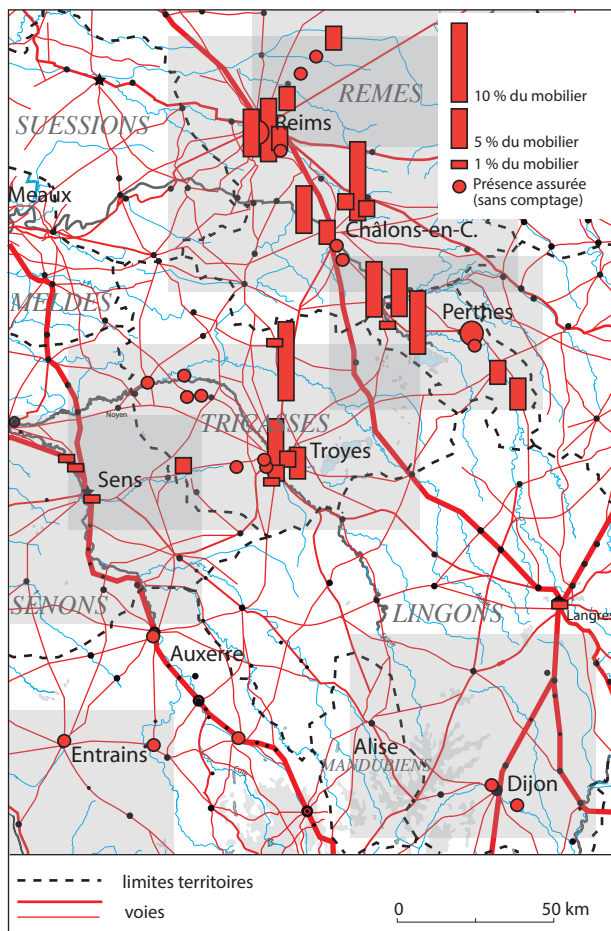 10 % du mobilier
5 % du mobilier
1 % du mobilier
Présence assurée
(sans comptage)
REMES
SUESSIONS
Reims
Meaux
Châlons-en-C.
MELDES
Perthes
Noyen
TRICASSES
Troyes
Sens
SÉNONS
LINGONS
Langres
Auxerre
Alise
MANDUBIENS
Entrains
Dijon
limites territoires
voies
0 50 km